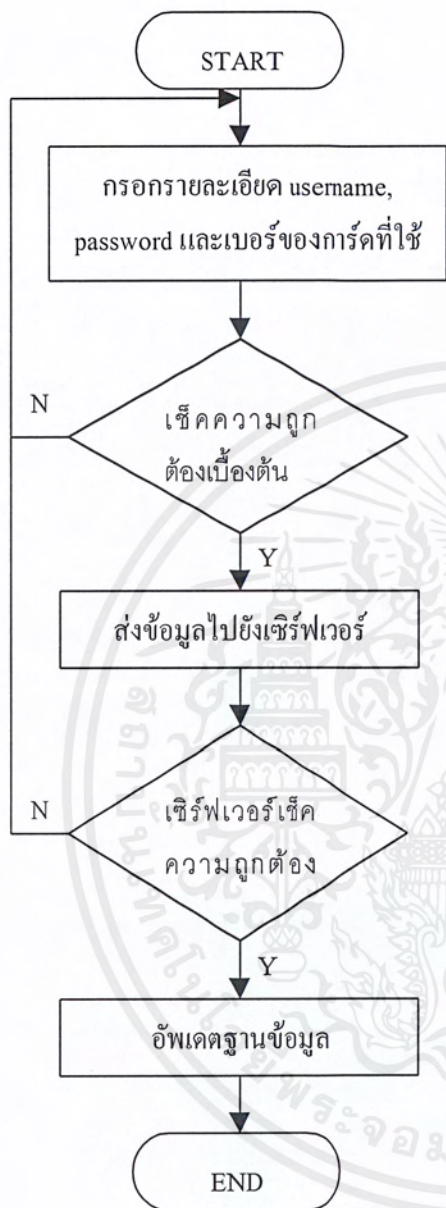 START
กรอกรายละเอียด username,
password และเบอร์ของการ์ดที่ใช้
N
เช็คความถูก
ต้องเบื้องต้น
Y
ส่งข้อมูลไปยังเซิร์ฟเวอร์
N
เซิร์ฟเวอร์เช็ค
ความถูกต้อง
Y
อัพเดตฐานข้อมูล
END